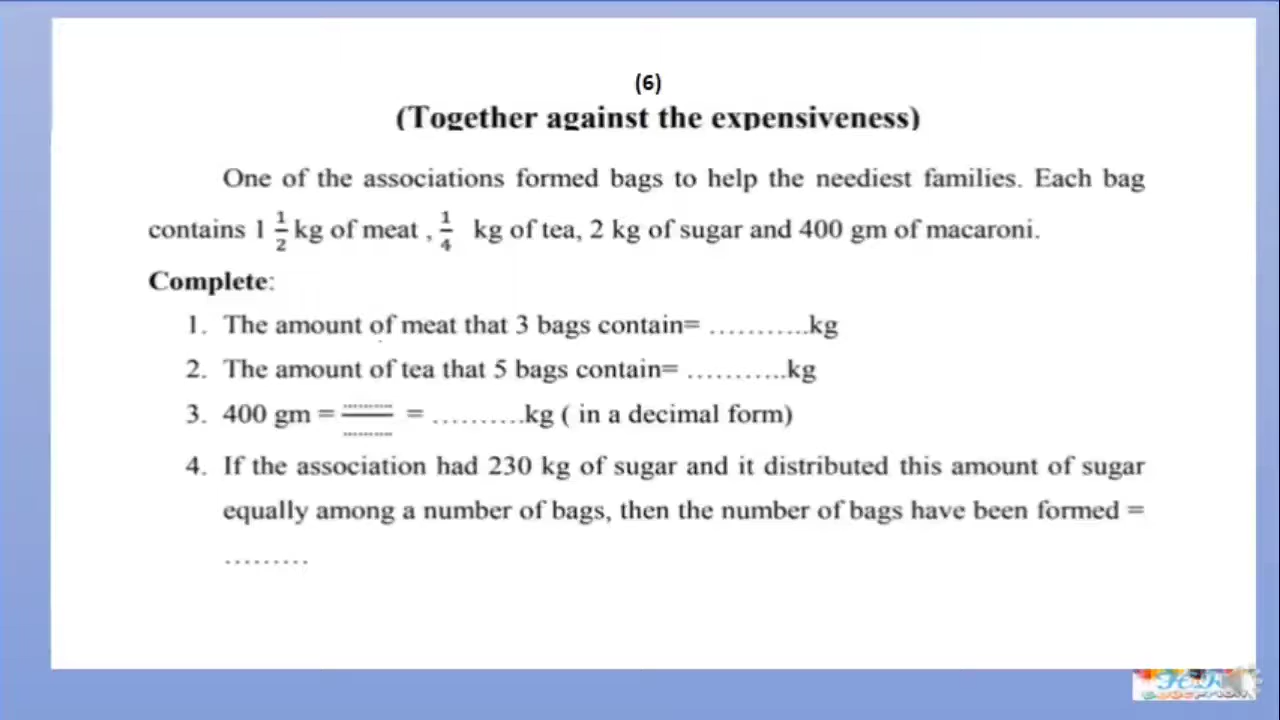 (6)
(Together against the expensiveness)
One of the associations formed bags to help the neediest families. Each bag
contains 1 1/2 kg of meat , 1/4 kg of tea, 2 kg of sugar and 400 gm of macaroni.
Complete:
1. The amount of meat that 3 bags contain= ………..kg
2. The amount of tea that 5 bags contain= ………..kg
3. 400 gm = ........../.......... = ……….kg ( in a decimal form)
4. If the association had 230 kg of sugar and it distributed this amount of sugar
equally among a number of bags, then the number of bags have been formed =
………